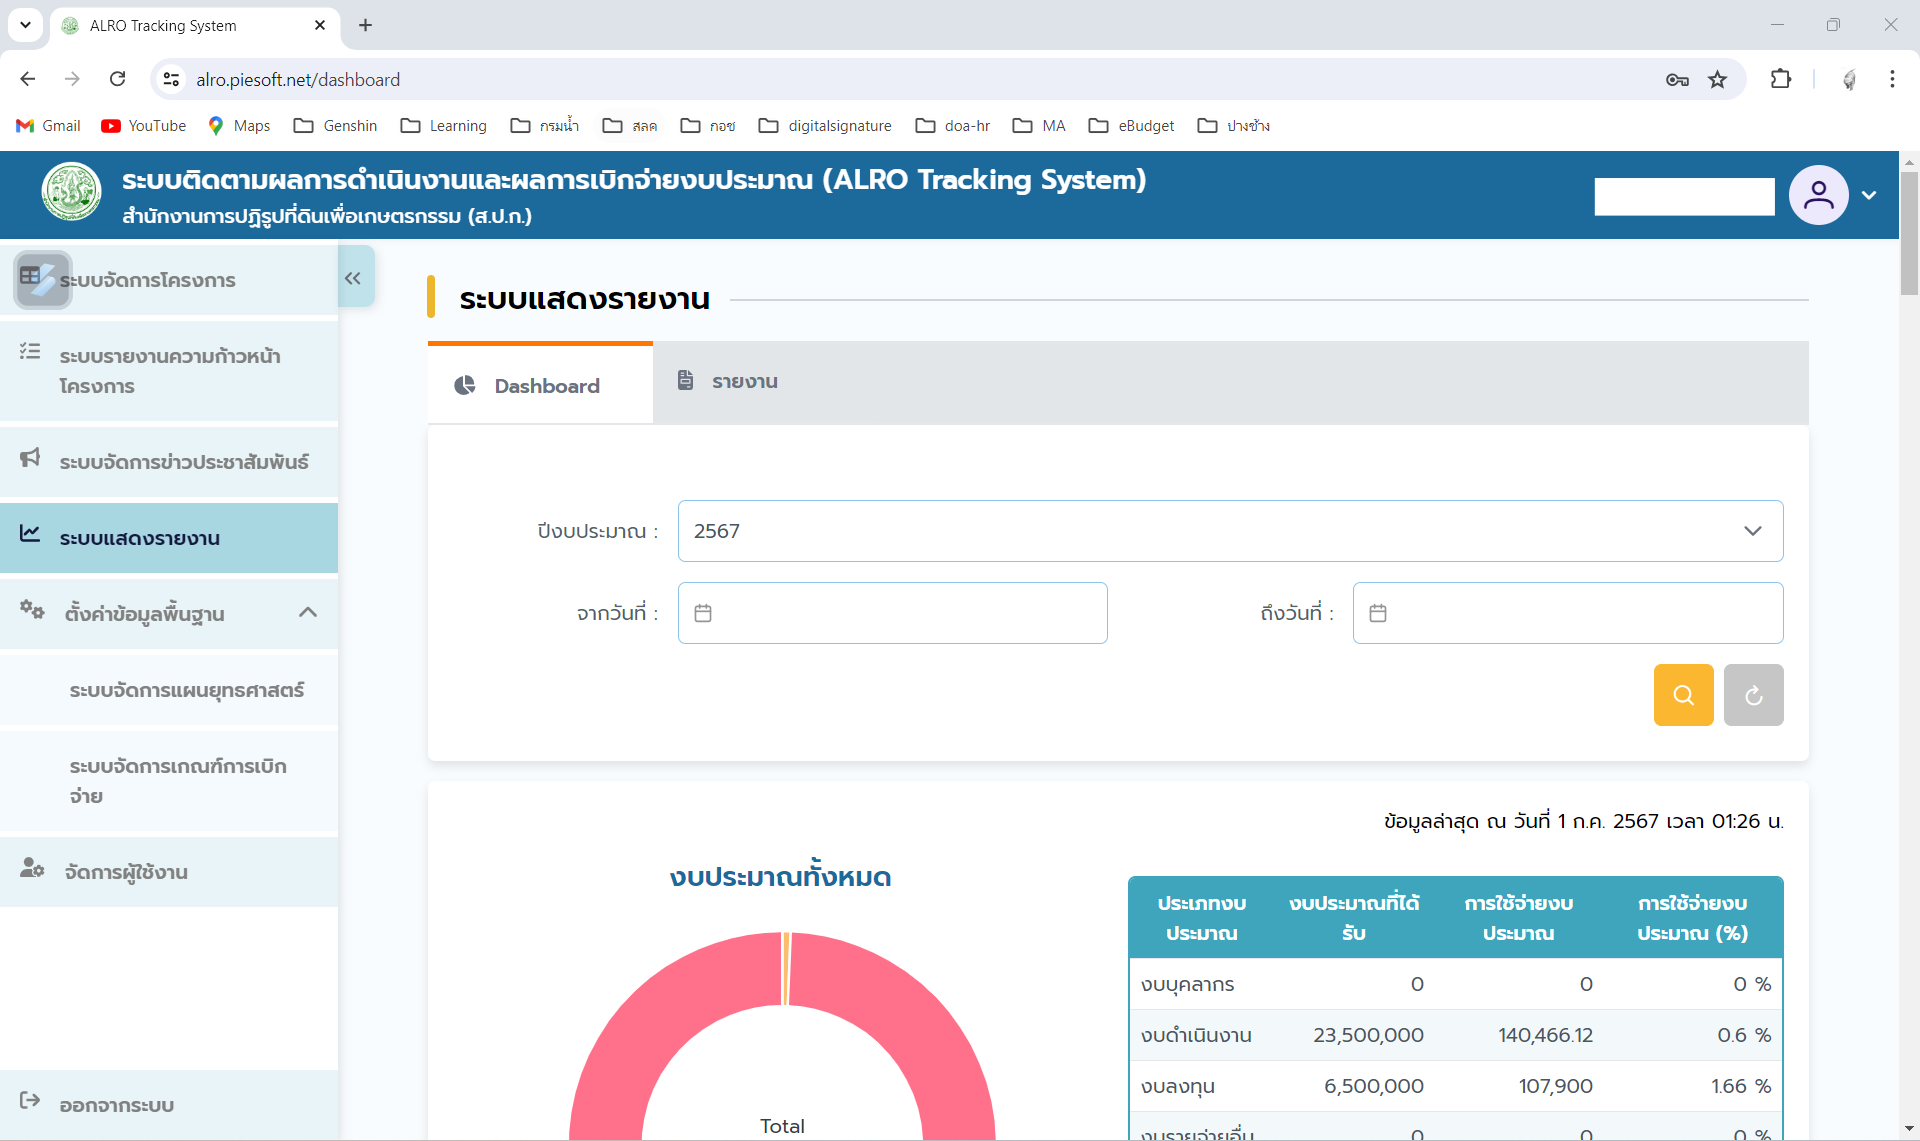 ALRO Tracking System
alro.piesoft.net/dashboard
Gmail YouTube Maps Genshin Learning กรมน้ำ สลค กอช digitalsignature doa-hr MA eBudget ปางช้าง
ระบบติดตามผลการดำเนินงานและผลการเบิกจ่ายงบประมาณ (ALRO Tracking System)
สำนักงานการปฏิรูปที่ดินเพื่อเกษตรกรรม (ส.ป.ก.)
ระบบจัดการโครงการ
ระบบรายงานความก้าวหน้า
โครงการ
ระบบจัดการข่าวประชาสัมพันธ์
ระบบแสดงรายงาน
ตั้งค่าข้อมูลพื้นฐาน
ระบบจัดการแผนยุทธศาสตร์
ระบบจัดการเกณฑ์การเบิก
จ่าย
จัดการผู้ใช้งาน
ออกจากระบบ
ระบบแสดงรายงาน
Dashboard รายงาน
ปีงบประมาณ : 2567
จากวันที่ : ถึงวันที่ :
ข้อมูลล่าสุด ณ วันที่ 1 ก.ค. 2567 เวลา 01:26 น.
งบประมาณทั้งหมด
Total
ประเภทงบ งบประมาณที่ได้ การใช้จ่ายงบ การใช้จ่ายงบ
ประมาณ รับ ประมาณ ประมาณ (%)
งบบุคลากร 0 0 0 %
งบดำเนินงาน 23,500,000 140,466.12 0.6 %
งบลงทุน 6,500,000 107,900 1.66 %
งบรายจ่ายอื่น 0 0 0 %